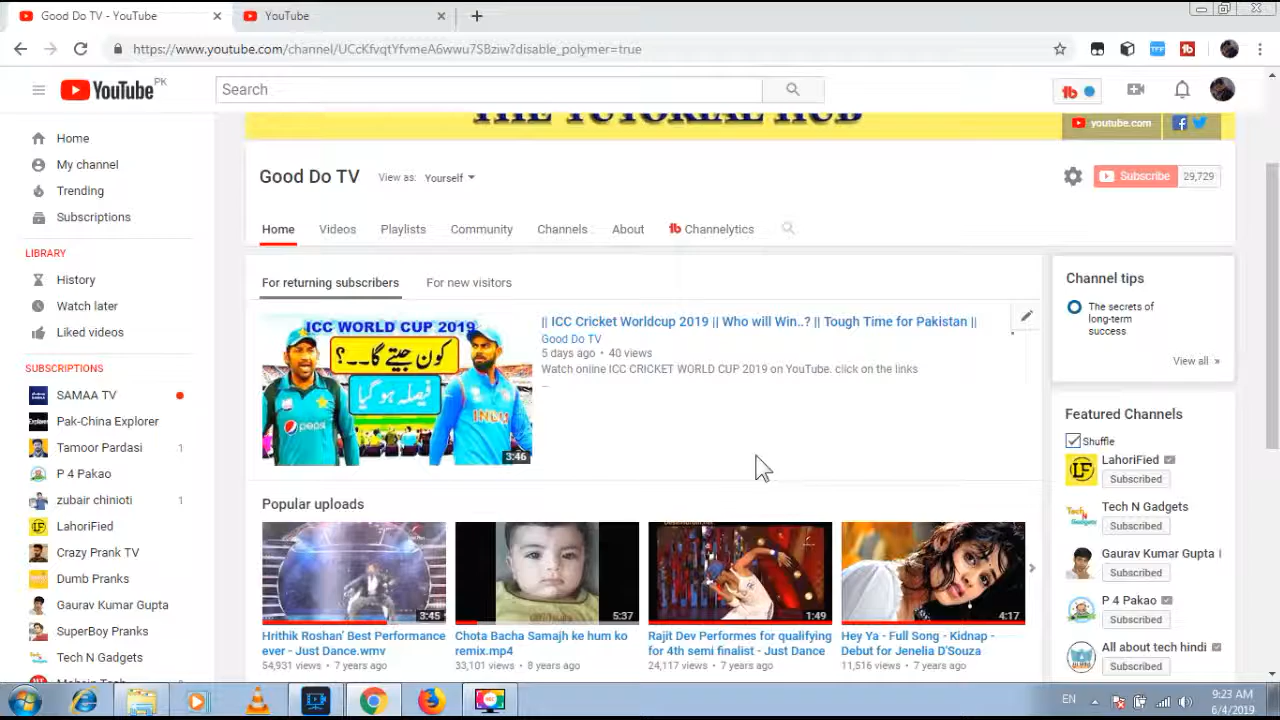 Good Do TV - YouTube
YouTube
https://www.youtube.com/channel/UCcKfvqtYfvmeA6wwu7SBziw?disable_polymer=true
YouTube PK
Search
THE TUTORIAL HUB
youtube.com
Home
My channel
Trending
Subscriptions
LIBRARY
History
Watch later
Liked videos
SUBSCRIPTIONS
SAMAA TV
Pak-China Explorer
Tamoor Pardasi 1
P 4 Pakao
zubair chinioti 1
LahoriFied
Crazy Prank TV
Dumb Pranks
Gaurav Kumar Gupta
SuperBoy Pranks
Tech N Gadgets
Good Do TV View as: Yourself
Subscribe 29,729
Home Videos Playlists Community Channels About Channelytics
For returning subscribers For new visitors
ICC WORLD CUP 2019
کون جیتے گا..؟
فیصلہ ہو گیا
pepsi
INDIA
3:46
|| ICC Cricket Worldcup 2019 || Who will Win..? || Tough Time for Pakistan ||
Good Do TV
5 days ago • 40 views
Watch online ICC CRICKET WORLD CUP 2019 on YouTube. click on the links
Popular uploads
3:45
Hrithik Roshan' Best Performance
ever - Just Dance.wmv
54,931 views • 7 years ago
5:37
Chota Bacha Samajh ke hum ko
remix.mp4
33,101 views • 8 years ago
1:49
Rajit Dev Performes for qualifying
for 4th semi finalist - Just Dance
24,117 views • 7 years ago
4:17
Hey Ya - Full Song - Kidnap -
Debut for Jenelia D'Souza
11,516 views • 7 years ago
Channel tips
The secrets of
long-term
success
View all »
Featured Channels
Shuffle
LahoriFied
Subscribed
Tech N Gadgets
Subscribed
Gaurav Kumar Gupta
Subscribed
P 4 Pakao
Subscribed
All about tech hindi
Subscribed
EN
9:23 AM
6/4/2019